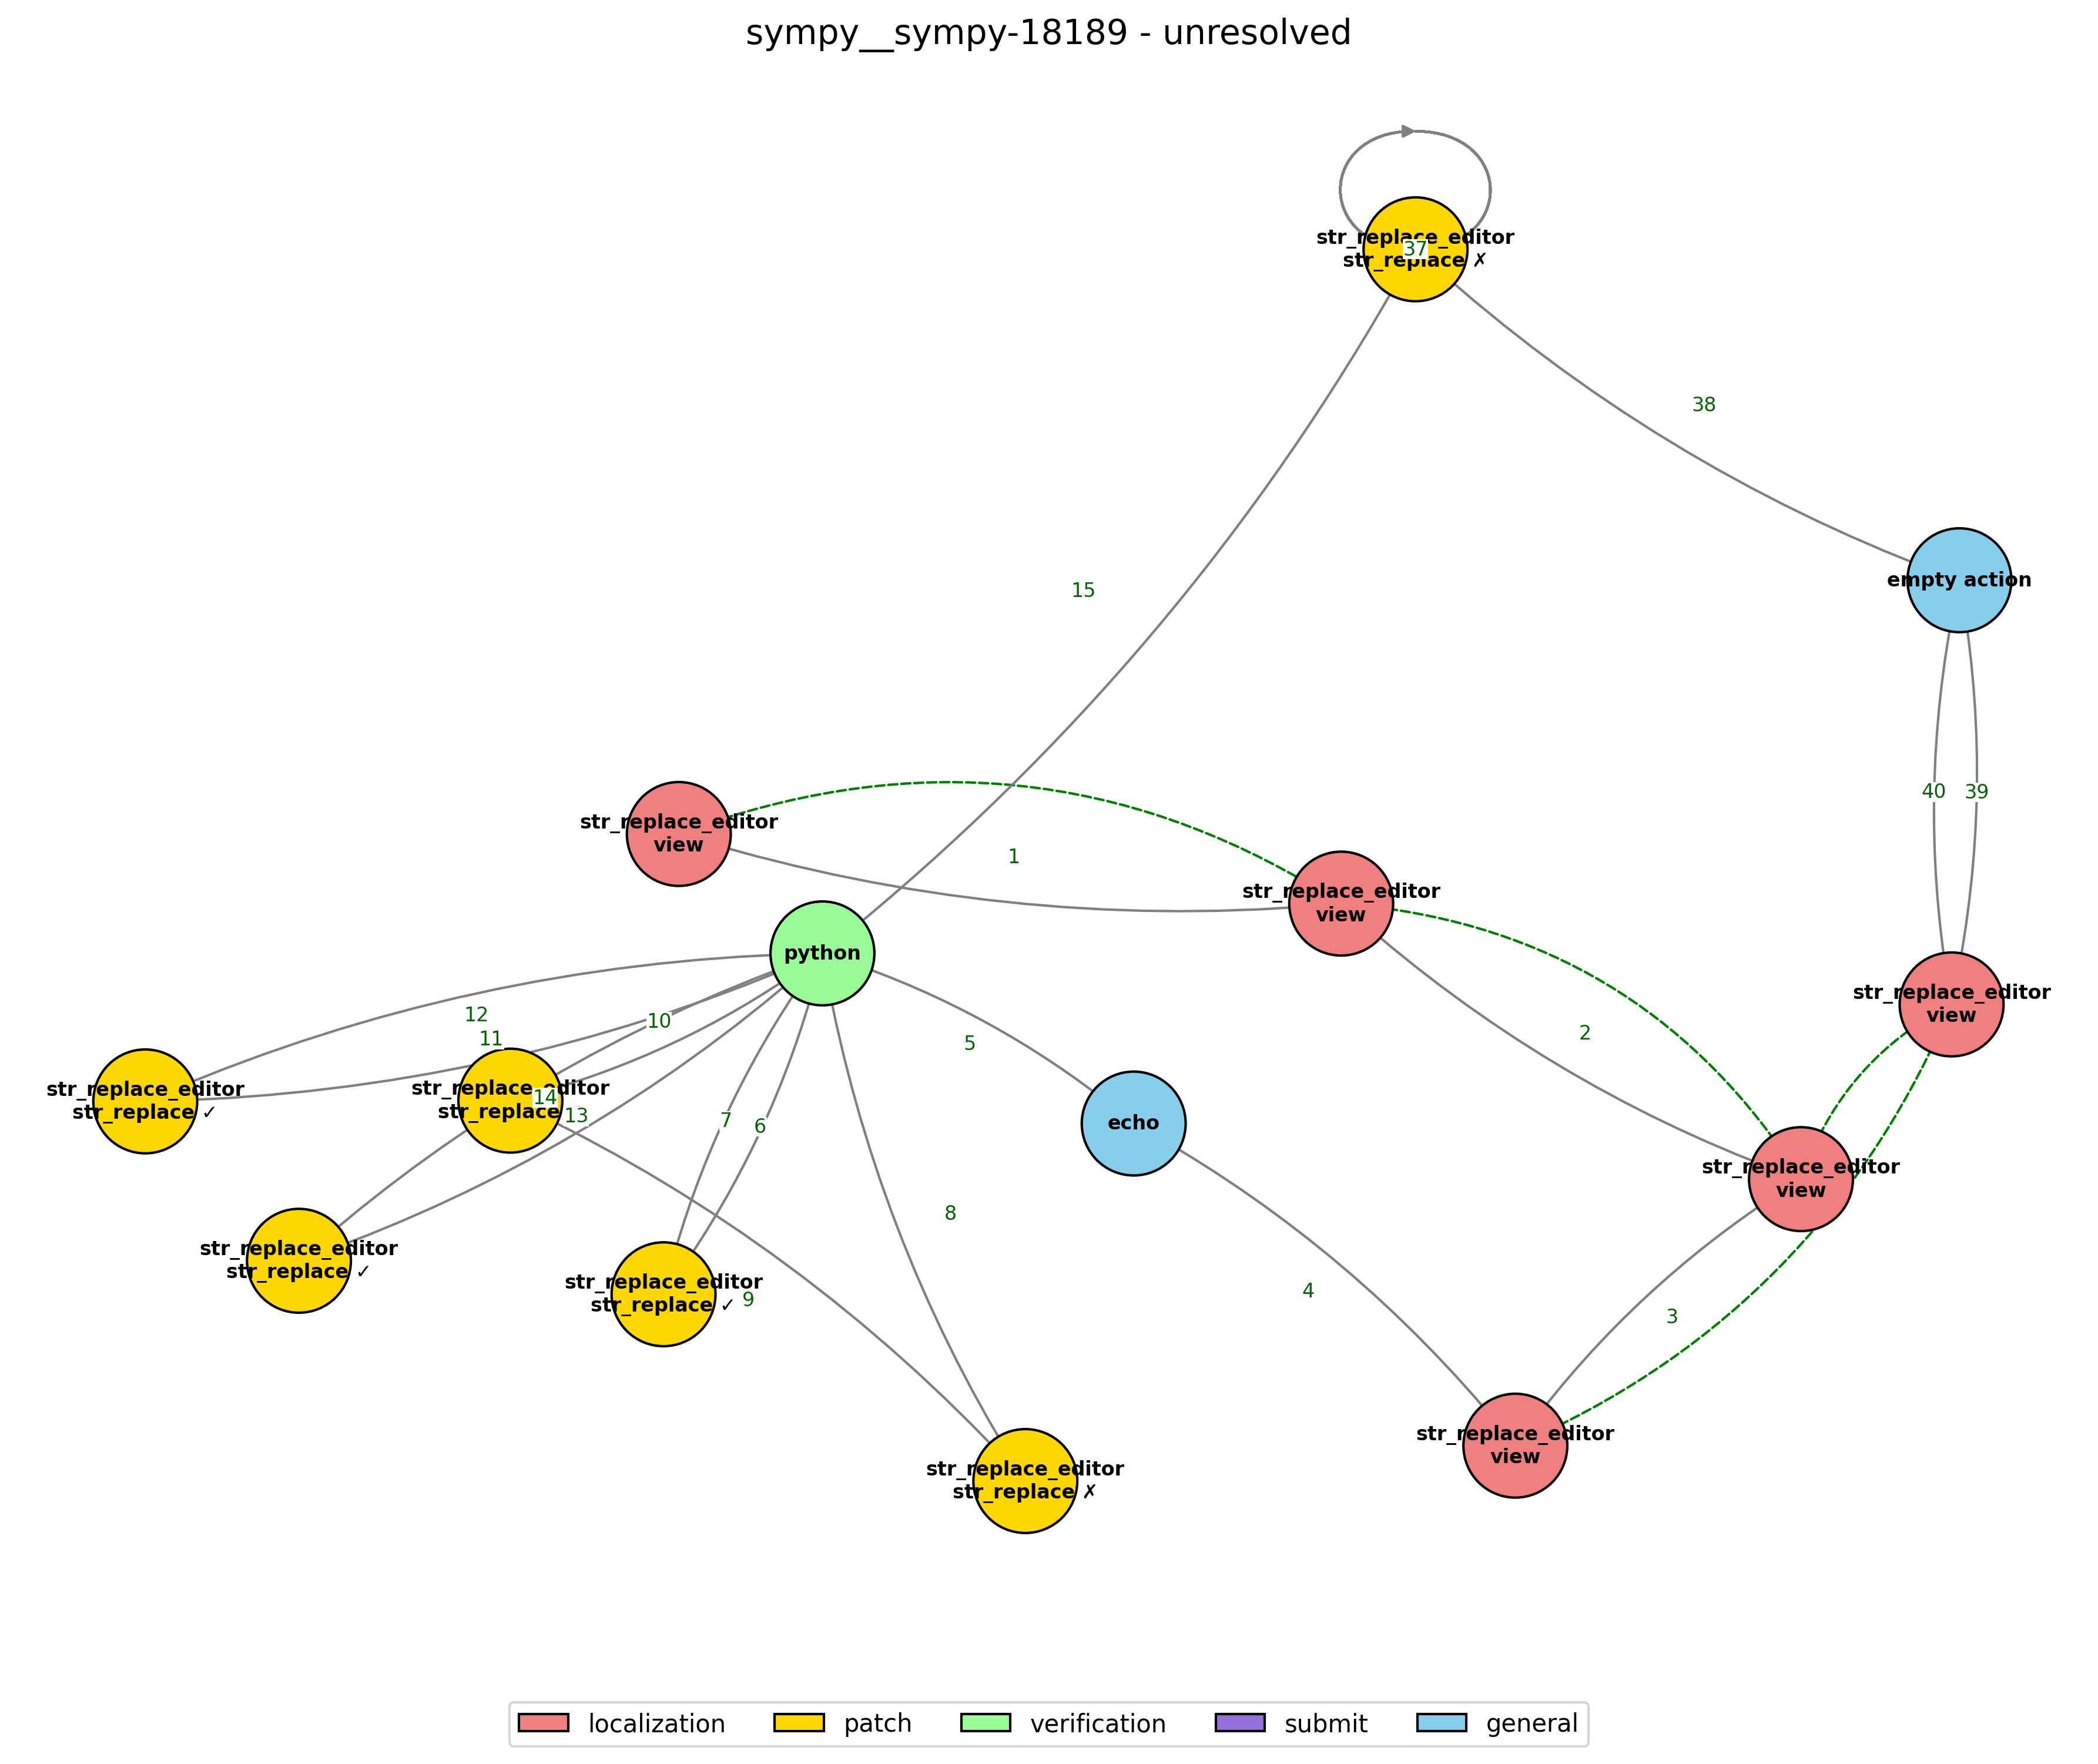 sympy__sympy-18189 - unresolved
str_replace_editor
37
str_replace ✗
38
empty action
15
40
39
str_replace_editor
view
1
str_replace_editor
view
python
str_replace_editor
view
12
11
10
5
2
str_replace_editor
str_replace ✓
str_replace_editor
str_replace
14
13
7
6
echo
str_replace_editor
view
8
str_replace_editor
str_replace ✓
str_replace_editor
str_replace ✓
9
4
3
str_replace_editor
view
str_replace_editor
str_replace ✗
localization
patch
verification
submit
general